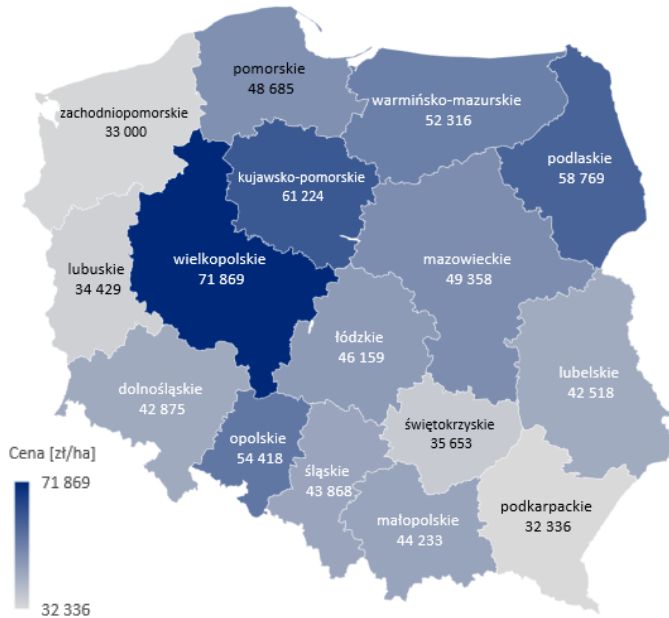 pomorskie
48 685
zachodniopomorskie
33 000
warmińsko-mazurskie
52 316
podlaskie
58 769
kujawsko-pomorskie
61 224
wielkopolskie
71 869
mazowieckie
49 358
lubuskie
34 429
łódzkie
46 159
lubelskie
42 518
dolnośląskie
42 875
świętokrzyskie
35 653
opolskie
54 418
śląskie
43 868
małopolskie
44 233
podkarpackie
32 336
Cena [zł/ha]
71 869
32 336